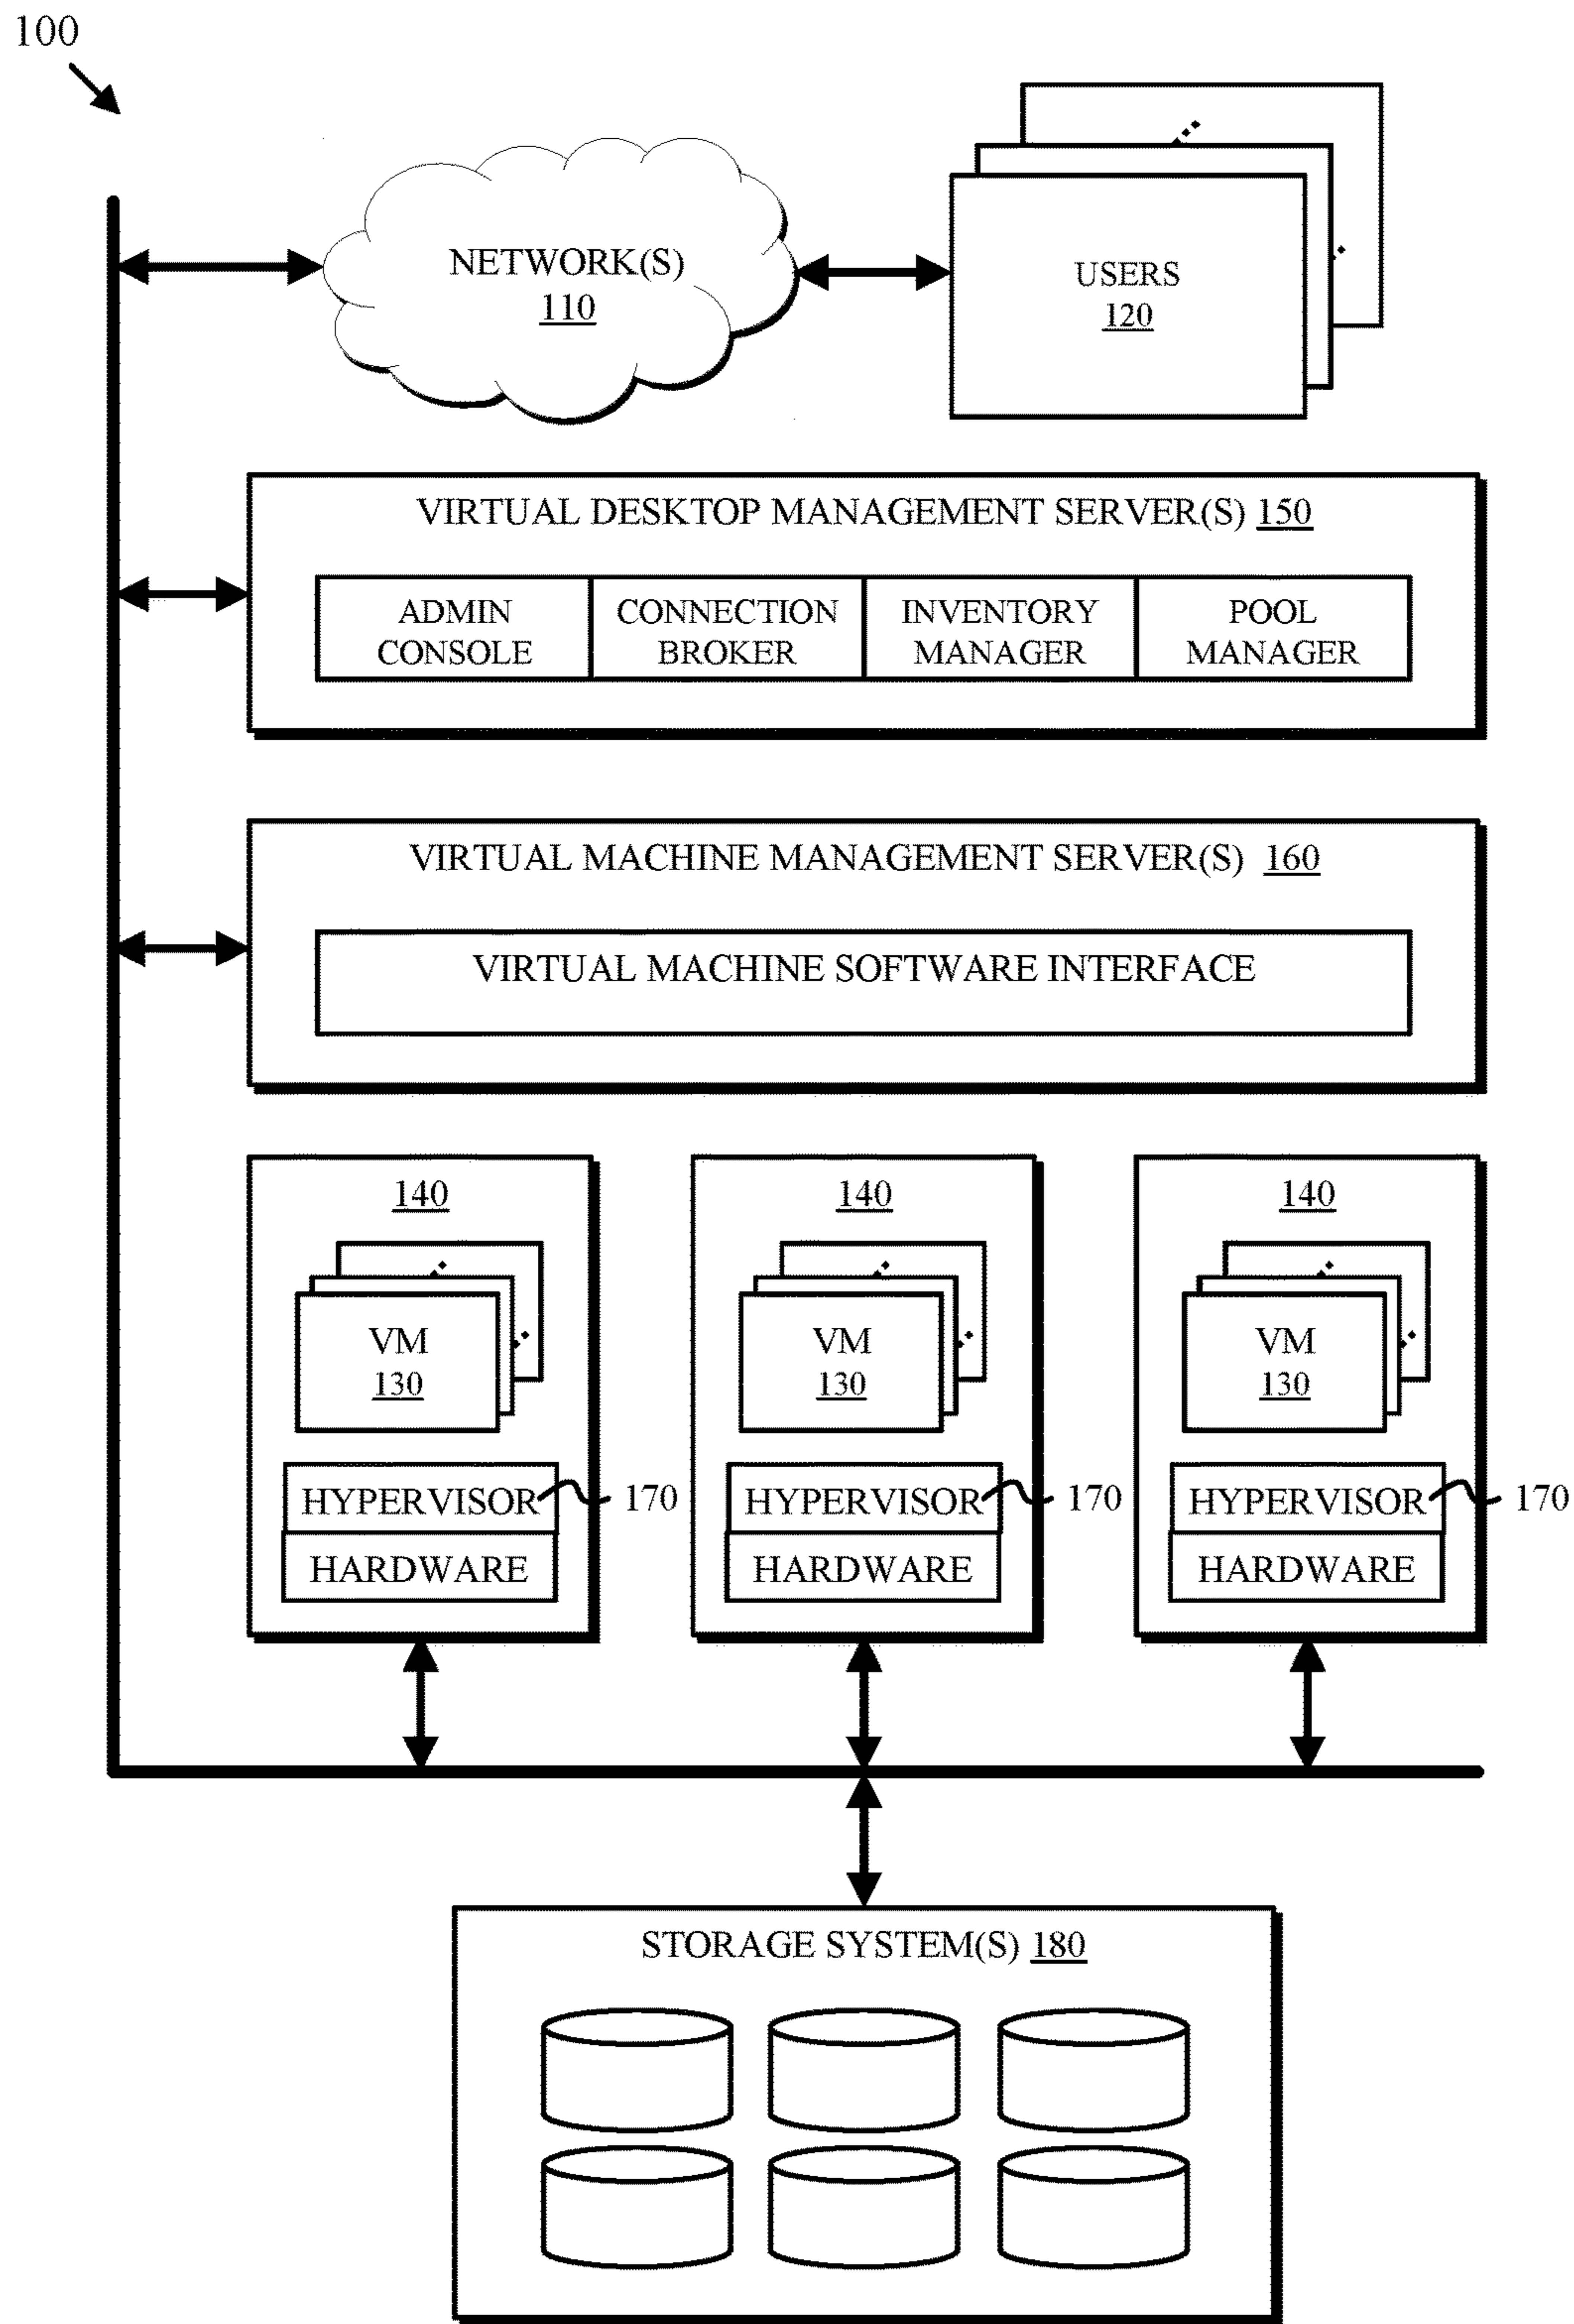 100
NETWORK(S)
110
USERS
120
VIRTUAL DESKTOP MANAGEMENT SERVER(S) 150
ADMIN
CONSOLE
CONNECTION
BROKER
INVENTORY
MANAGER
POOL
MANAGER
VIRTUAL MACHINE MANAGEMENT SERVER(S) 160
VIRTUAL MACHINE SOFTWARE INTERFACE
140
VM
130
HYPERVISOR
170
HARDWARE
140
VM
130
HYPERVISOR
170
HARDWARE
140
VM
130
HYPERVISOR
170
HARDWARE
STORAGE SYSTEM(S) 180